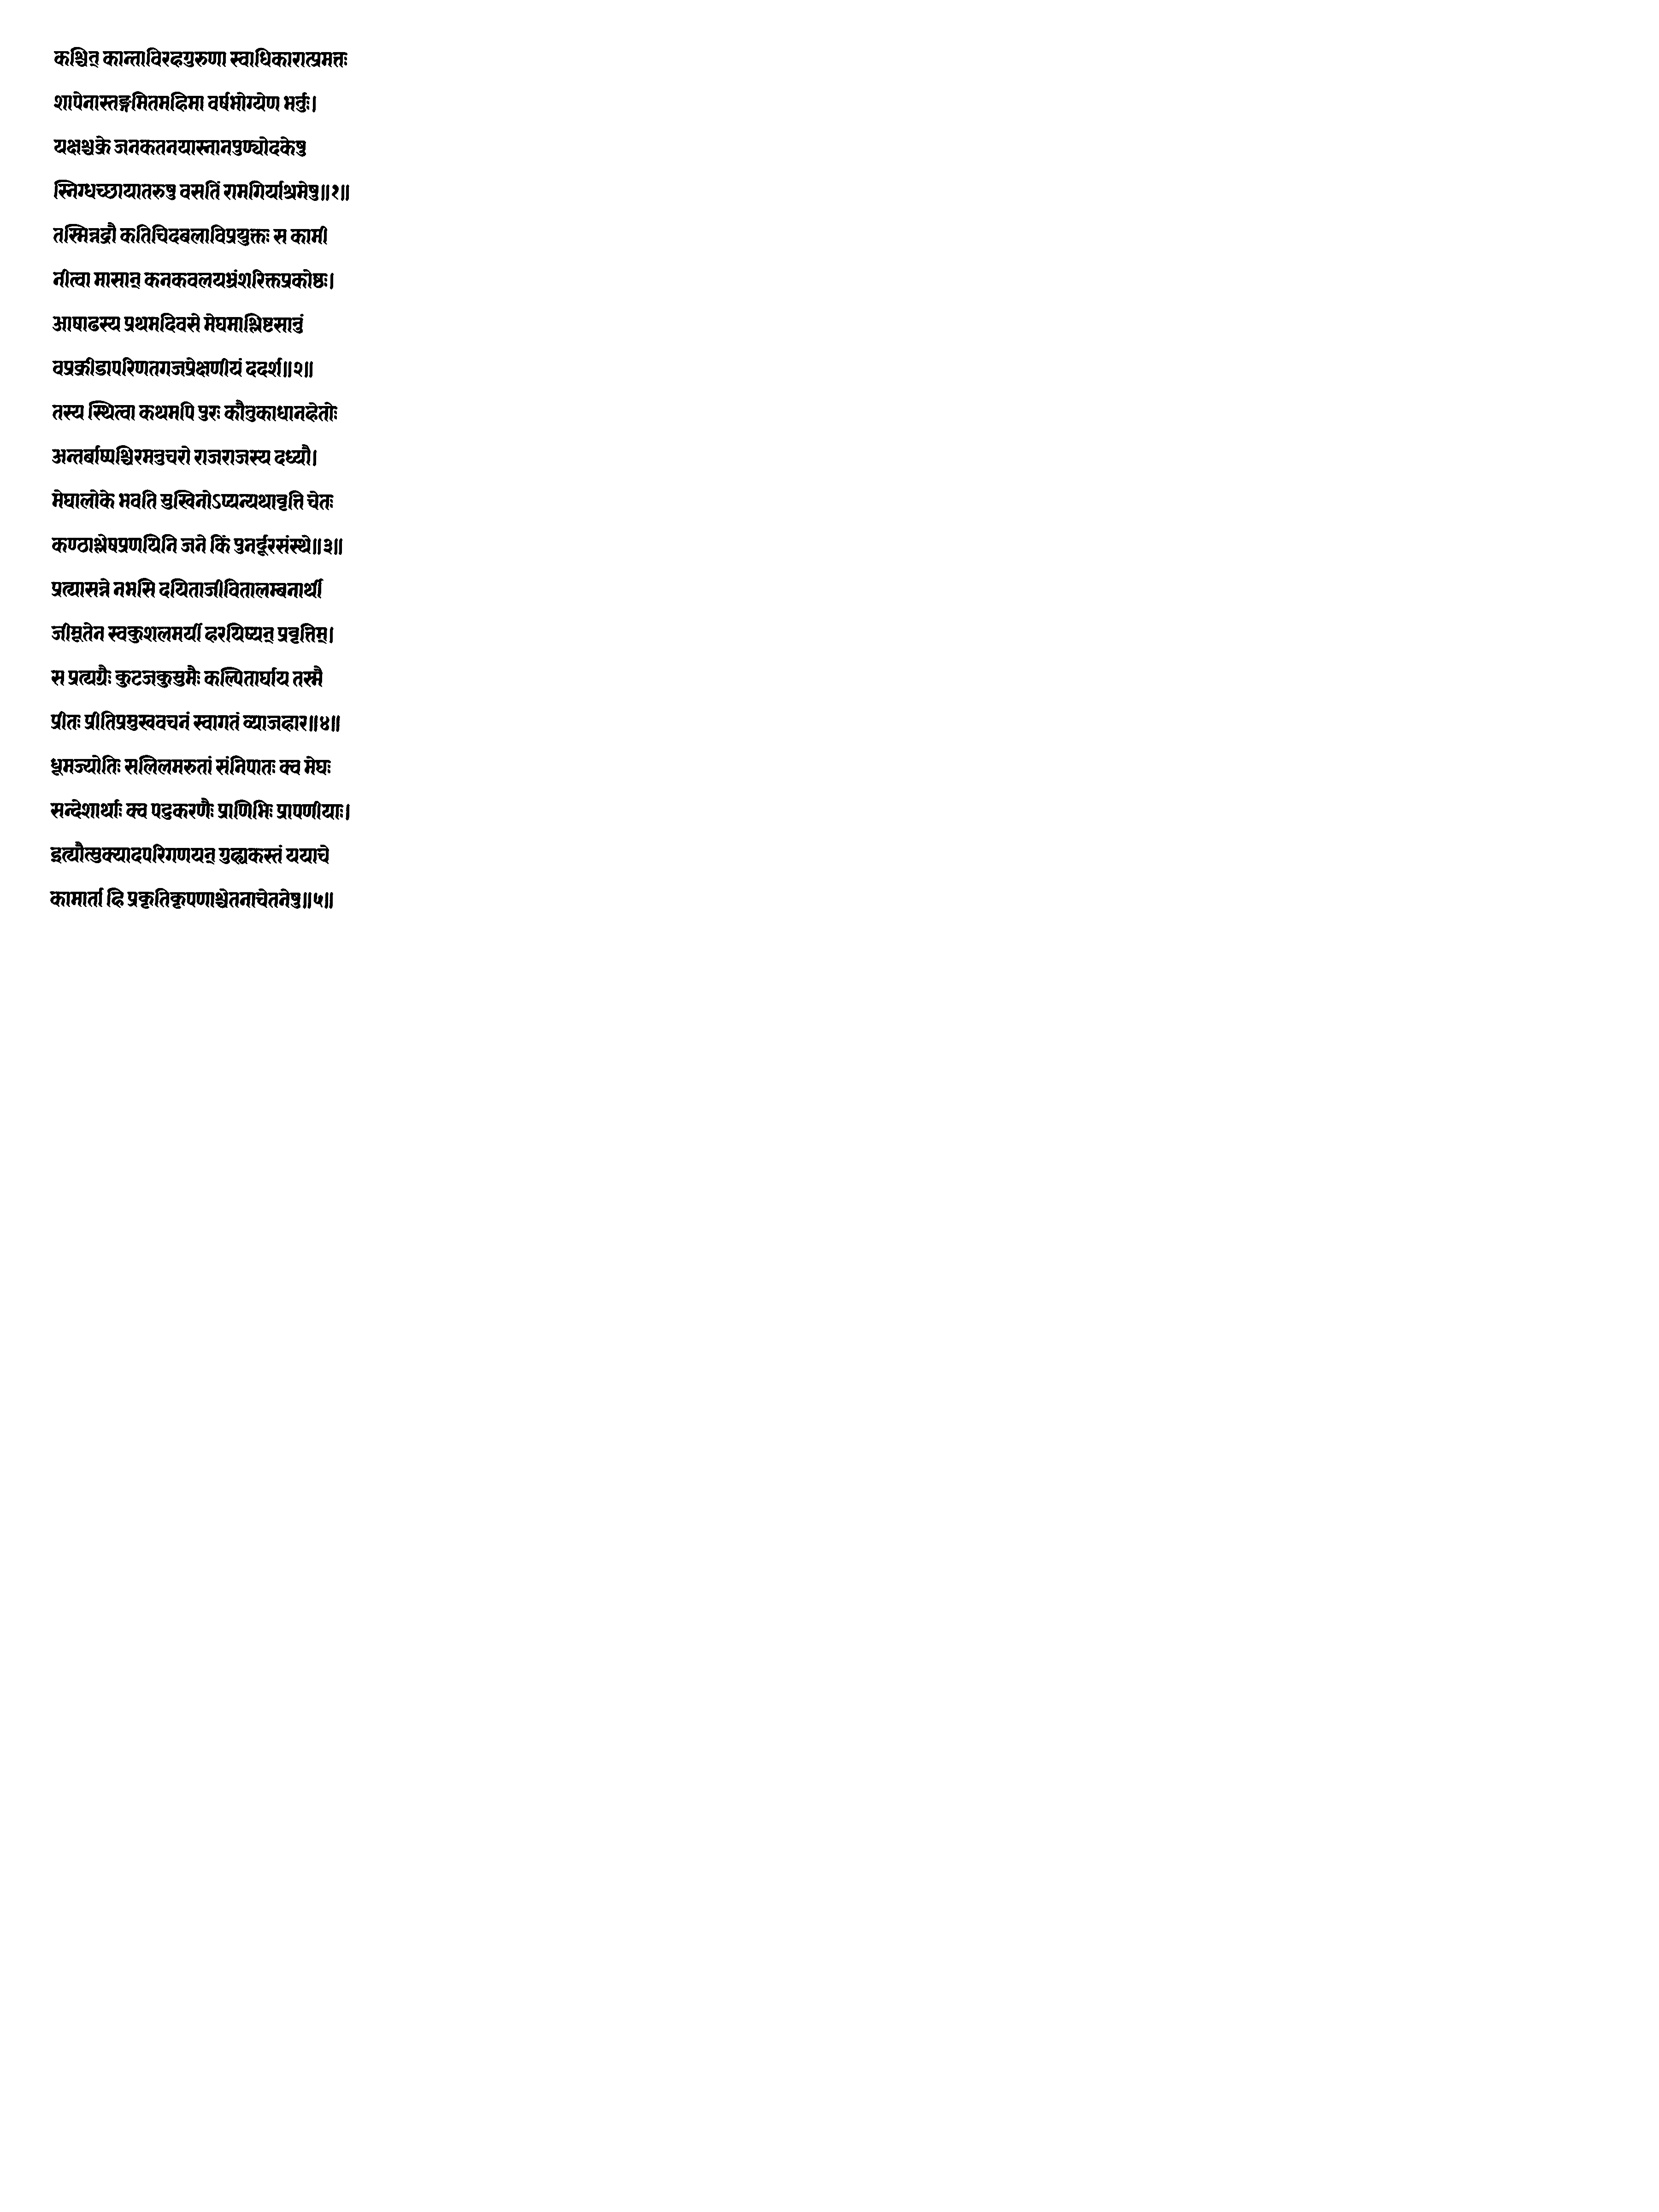 कश्चित् कान्ताविरहगुरुणा स्वाधिकारात्प्रमत्तः
शापेनास्तङ्गमितमहिमा वर्षभोग्येण भर्तुः।
यक्षश्चक्रे जनकतनयास्नानपुण्योदकेषु
स्निग्धच्छायातरुषु वसतिं रामगिर्याश्रमेषु॥१॥
तस्मिन्नद्रौ कतिचिदबलाविप्रयुक्तः स कामी
नीत्वा मासान् कनकवलयभ्रंशरिक्तप्रकोष्ठः।
आषाढस्य प्रथमदिवसे मेघमाश्लिष्टसानुं
वप्रक्रीडापरिणतगजप्रेक्षणीयं ददर्श॥२॥
तस्य स्थित्वा कथमपि पुरः कौतुकाधानहेतोः
अन्तर्बाष्पश्चिरमनुचरो राजराजस्य दध्यौ।
मेघालोके भवति सुखिनोऽप्यन्यथावृत्ति चेतः
कण्ठाश्लेषप्रणयिनि जने किं पुनर्दूरसंस्थे॥३॥
प्रत्यासन्ने नभसि दयिताजीवितालम्बनार्थी
जीमूतेन स्वकुशलमयीं हरयिष्यन् प्रवृत्तिम्।
स प्रत्यग्रैः कुटजकुसुमैः कल्पितार्घाय तस्मै
प्रीतः प्रीतिप्रमुखवचनं स्वागतं व्याजहार॥४॥
धूमज्योतिः सलिलमरुतां संनिपातः क्व मेघः
सन्देशार्थाः क्व पटुकरणैः प्राणिभिः प्रापणीयाः।
इत्यौत्सुक्यादपरिगणयन् गुह्यकस्तं ययाचे
कामार्ता हि प्रकृतिकृपणाश्चेतनाचेतनेषु॥५॥